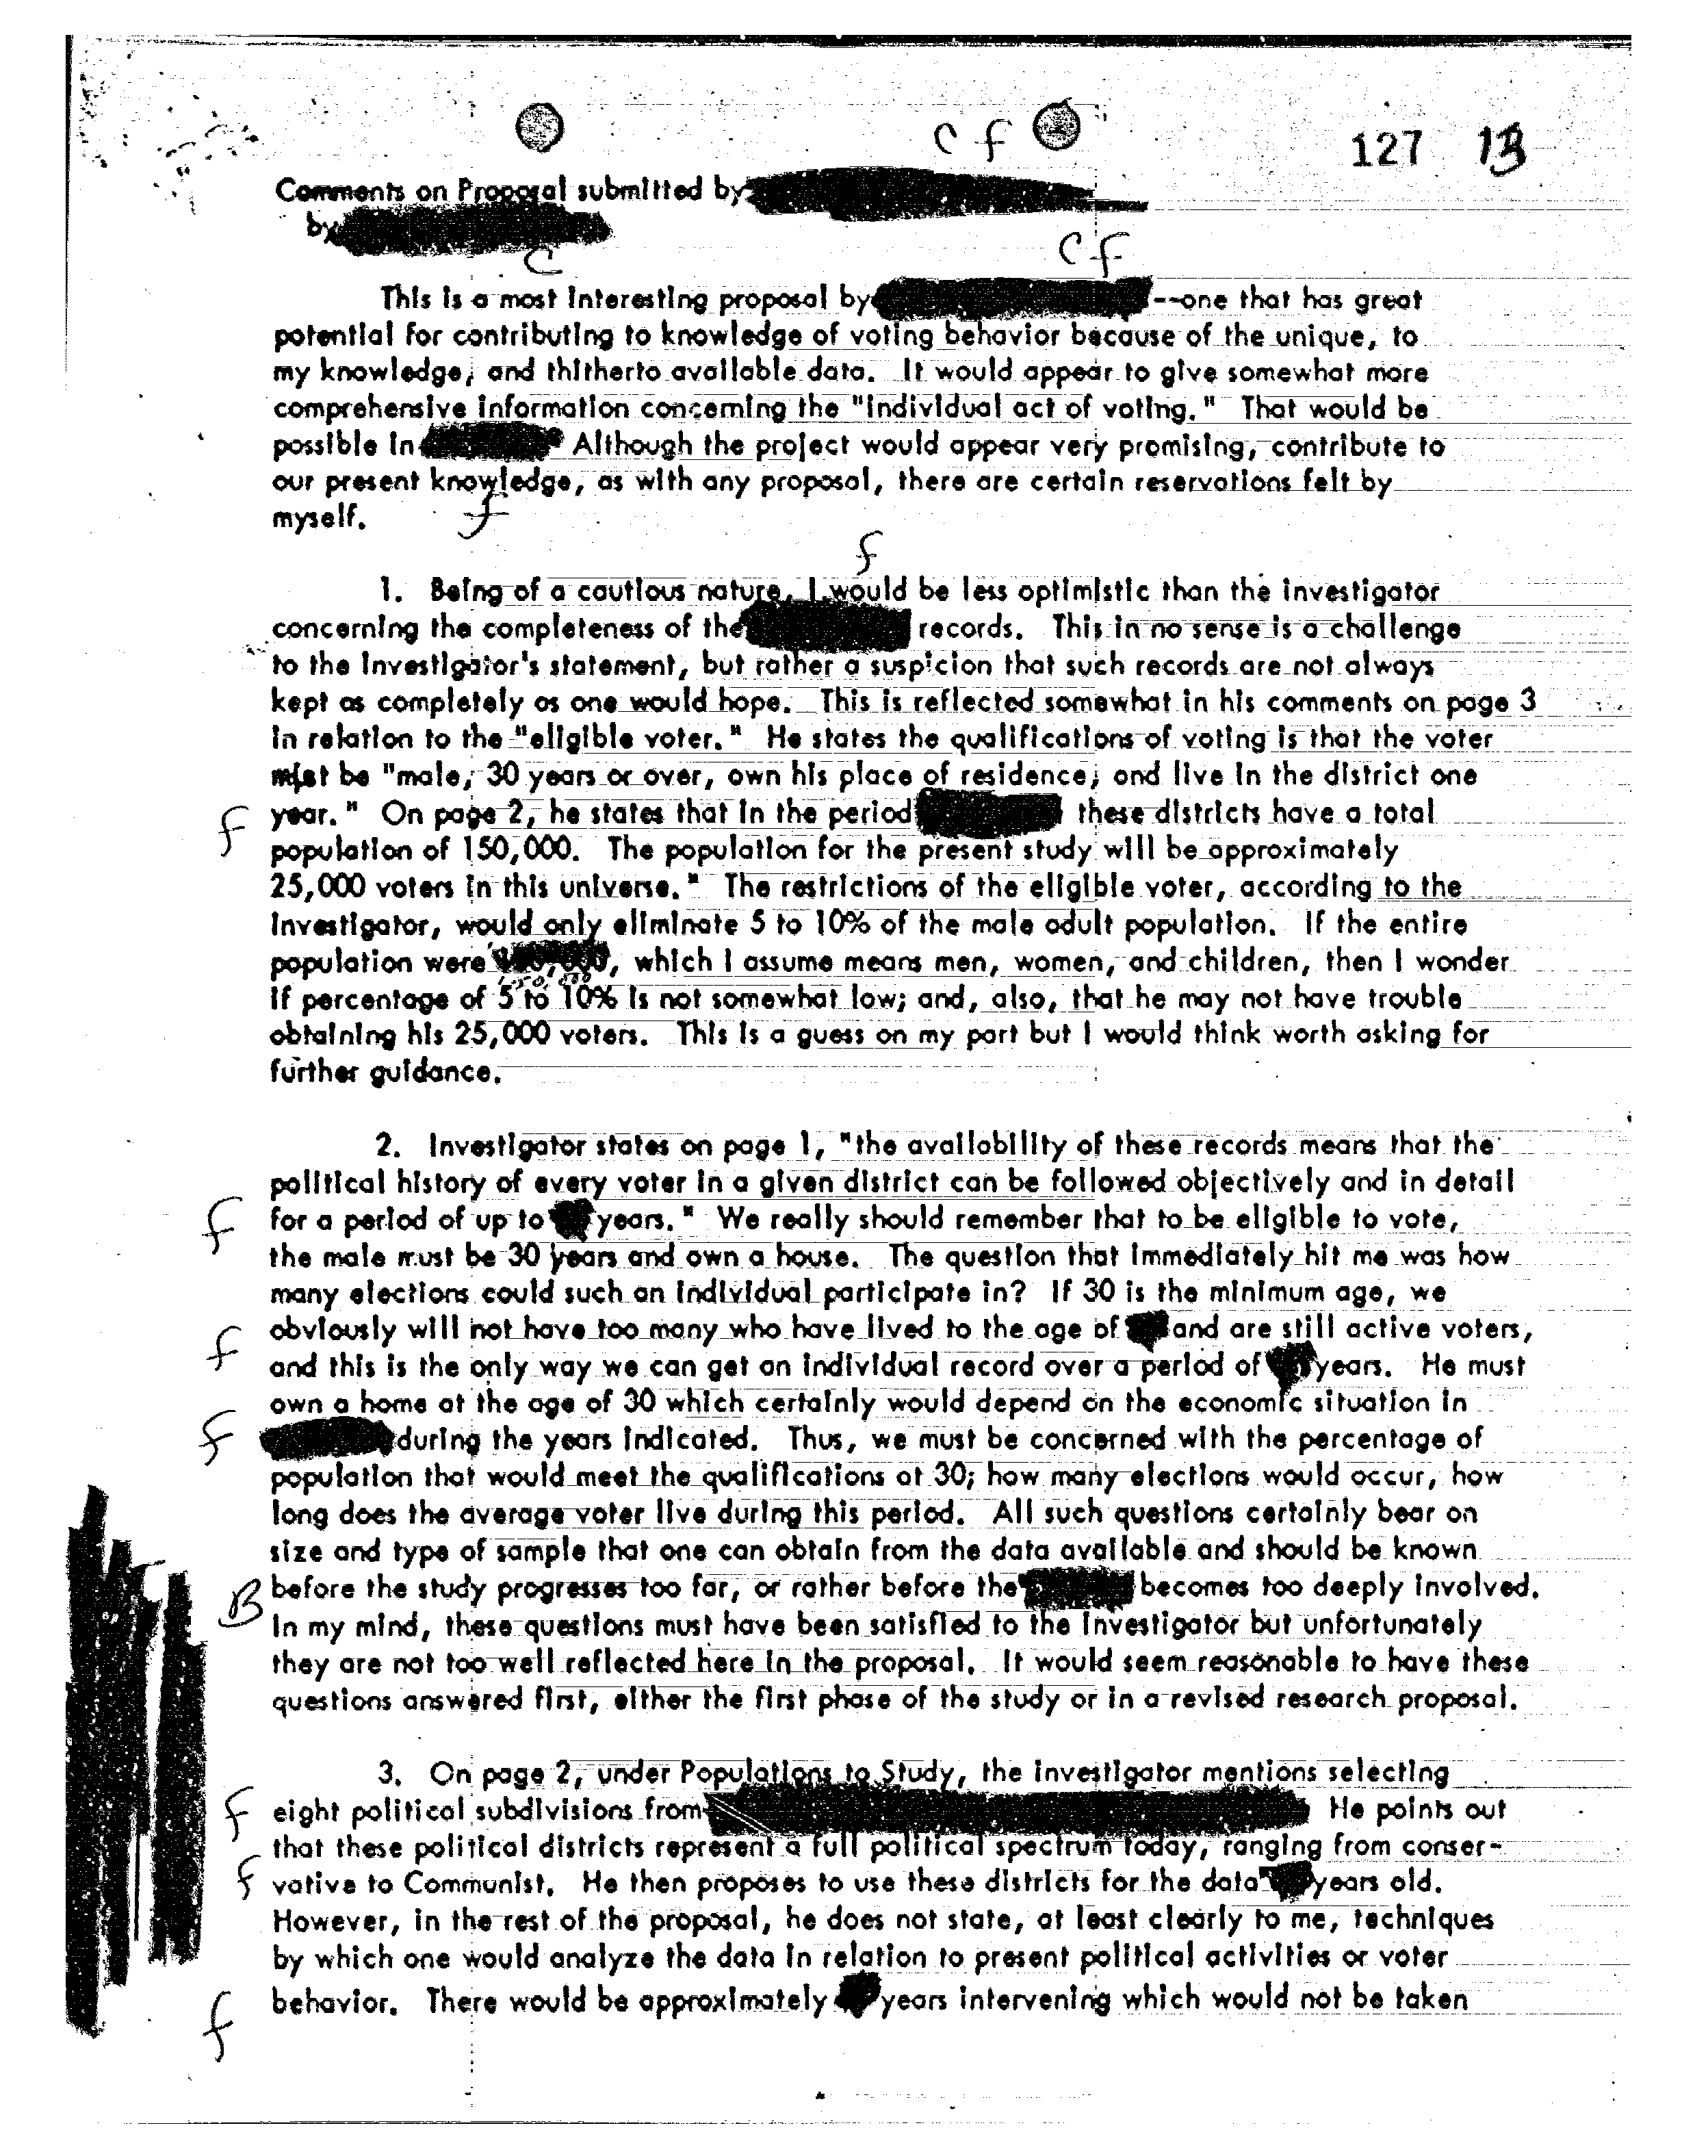 C f
127 13
Comments on Proposal submitted by
by
C
C f
This is a most interesting proposal by --one that has great
potential for contributing to knowledge of voting behavior because of the unique, to
my knowledge, and thitherto available data. It would appear to give somewhat more
comprehensive information concerning the "individual act of voting." That would be
possible in Although the project would appear very promising, contribute to
our present knowledge, as with any proposal, there are certain reservations felt by
myself.
f
f
1. Being of a cautious nature, I would be less optimistic than the investigator
concerning the completeness of the records. This in no sense is a challenge
to the investigator's statement, but rather a suspicion that such records are not always
kept as completely as one would hope. This is reflected somewhat in his comments on page 3
in relation to the "eligible voter." He states the qualifications of voting is that the voter
must be "male, 30 years or over, own his place of residence, and live in the district one
year." On page 2, he states that in the period these districts have a total
f
population of 150,000. The population for the present study will be approximately
25,000 voters in this universe." The restrictions of the eligible voter, according to the
investigator, would only eliminate 5 to 10% of the male adult population. If the entire
population were , which I assume means men, women, and children, then I wonder
150,000
if percentage of 5 to 10% is not somewhat low; and, also, that he may not have trouble
obtaining his 25,000 voters. This is a guess on my part but I would think worth asking for
further guidance.
2. Investigator states on page 1, "the availability of these records means that the
political history of every voter in a given district can be followed objectively and in detail
f for a period of up to years." We really should remember that to be eligible to vote,
the male must be 30 years and own a house. The question that immediately hit me was how
many elections could such an individual participate in? If 30 is the minimum age, we
obviously will not have too many who have lived to the age of and are still active voters,
f and this is the only way we can get an individual record over a period of years. He must
own a home at the age of 30 which certainly would depend on the economic situation in
f during the years indicated. Thus, we must be concerned with the percentage of
population that would meet the qualifications at 30; how many elections would occur, how
long does the average voter live during this period. All such questions certainly bear on
size and type of sample that one can obtain from the data available and should be known
B before the study progresses too far, or rather before the becomes too deeply involved.
In my mind, these questions must have been satisfied to the investigator but unfortunately
they are not too well reflected here in the proposal. It would seem reasonable to have these
questions answered first, either the first phase of the study or in a revised research proposal.
3. On page 2, under Populations to Study, the investigator mentions selecting
f eight political subdivisions from He points out
that these political districts represent a full political spectrum today, ranging from conser-
f vative to Communist. He then proposes to use these districts for the data years old.
However, in the rest of the proposal, he does not state, at least clearly to me, techniques
by which one would analyze the data in relation to present political activities or voter
f behavior. There would be approximately years intervening which would not be taken